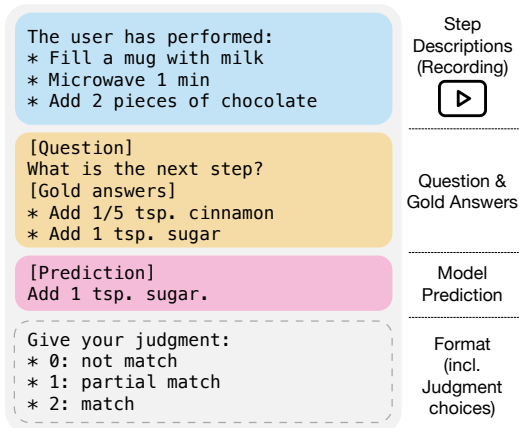 The user has performed:
* Fill a mug with milk
* Microwave 1 min
* Add 2 pieces of chocolate
Step
Descriptions
(Recording)
[Question]
What is the next step?
[Gold answers]
* Add 1/5 tsp. cinnamon
* Add 1 tsp. sugar
Question &
Gold Answers
[Prediction]
Add 1 tsp. sugar.
Model
Prediction
Give your judgment:
* 0: not match
* 1: partial match
* 2: match
Format
(incl.
Judgment
choices)